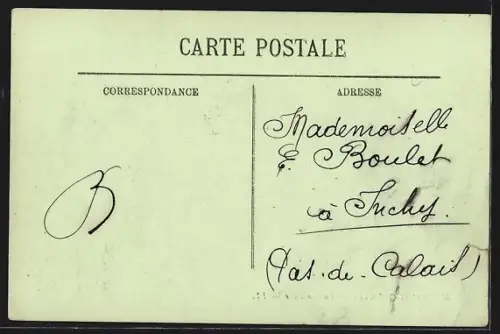 CARTE POSTALE
CORRESPONDANCE
ADRESSE
Mademoiselle
E. Boulet
à Inchy.
(Pas-de-Calais)